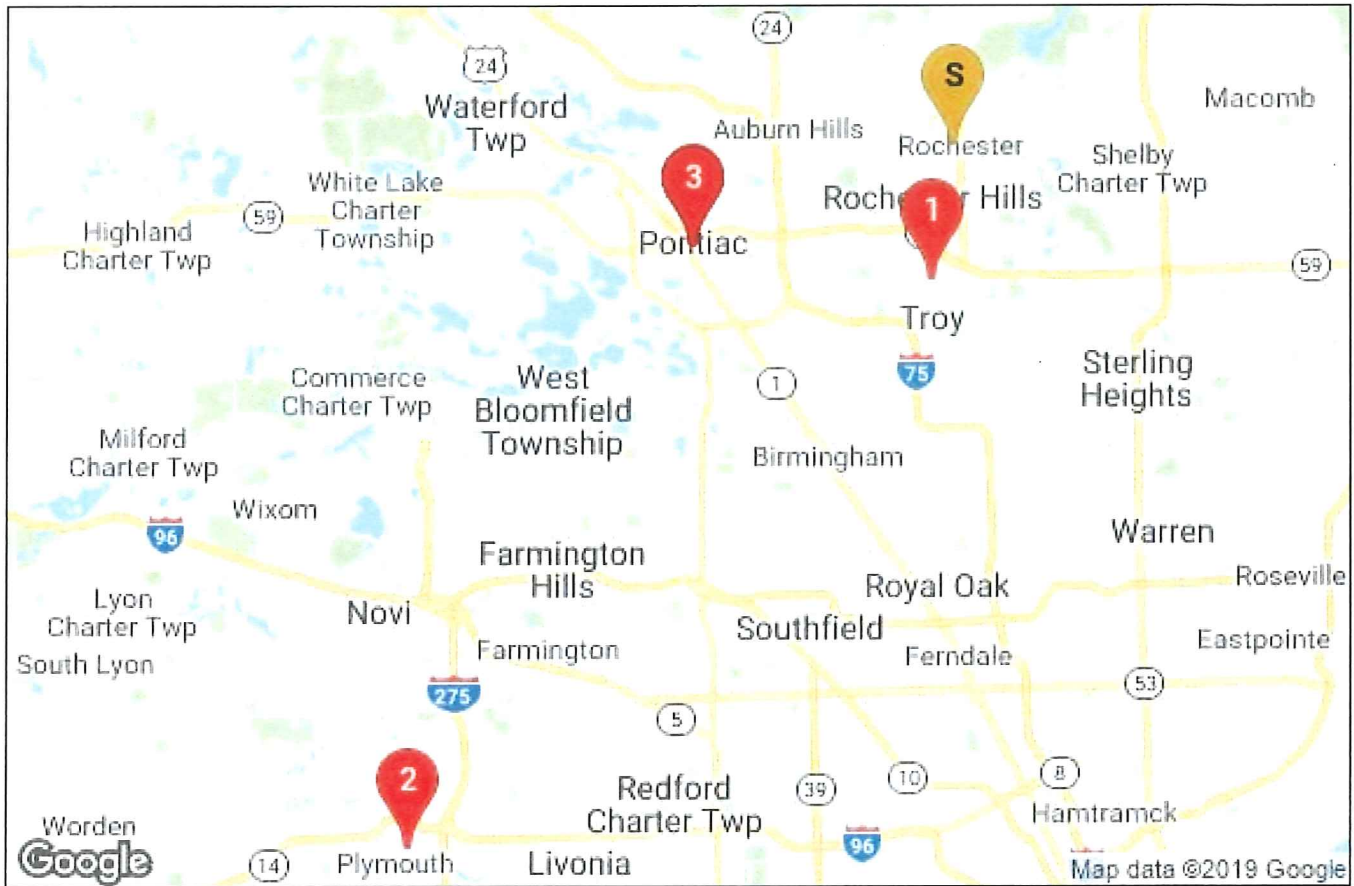 24
24
Waterford
Twp
Auburn Hills
S
Rochester
Macomb
Shelby
Charter Twp
White Lake
Charter
Township
59
3
Pontiac
Roche Hills
1
Highland
Charter Twp
59
Troy
75
Sterling
Heights
Commerce
Charter Twp
West
Bloomfield
Township
1
Birmingham
Milford
Charter Twp
Wixom
96
Warren
Farmington
Hills
Royal Oak
Roseville
Lyon
Charter Twp
Novi
Southfield
Eastpointe
South Lyon
Farmington
Ferndale
275
53
5
2
Redford
Charter Twp
39
10
8
Hamtramck
Worden
Google
14
Plymouth
Livonia
96
Map data ©2019 Google